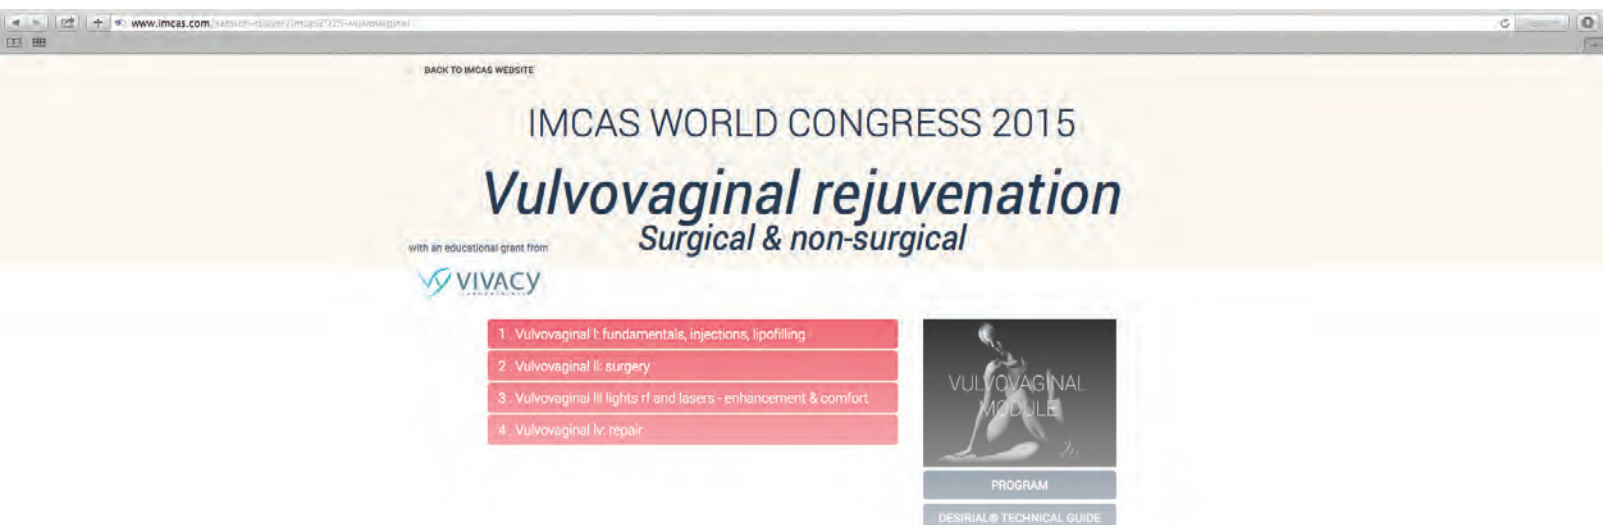 www.imcas.com
BACK TO IMCAS WEBSITE
IMCAS WORLD CONGRESS 2015
Vulvovaginal rejuvenation
Surgical & non-surgical
with an educational grant from
VIVACY
1 . Vulvovaginal I: fundamentals, injections, lipofilling
2 . Vulvovaginal II: surgery
3 . Vulvovaginal III lights rf and lasers - enhancement & comfort
4 . Vulvovaginal Iv: repair
VULVOVAGINAL
MODULE
PROGRAM
DESIRIAL® TECHNICAL GUIDE